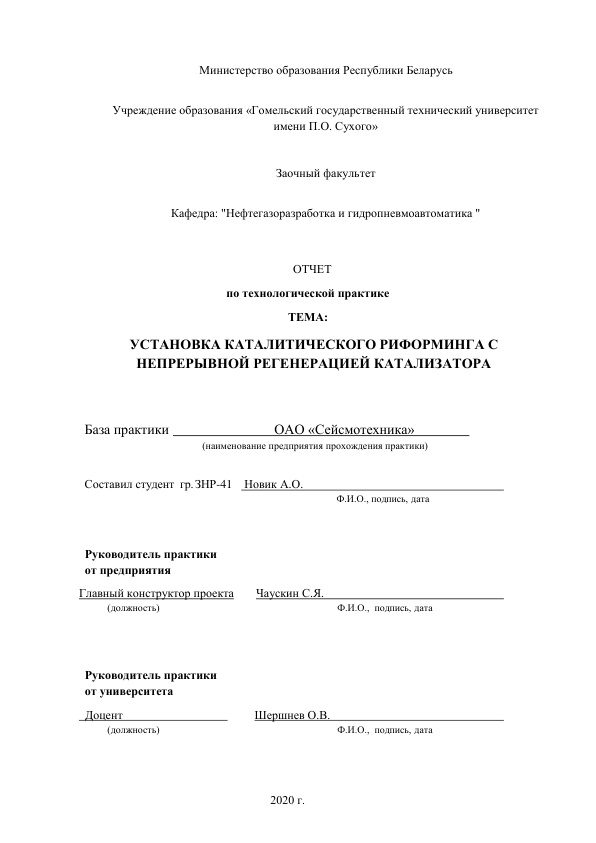 Министерство образования Республики Беларусь
Учреждение образования «Гомельский государственный технический университет
имени П.О. Сухого»
Заочный факультет
Кафедра: "Нефтегазоразработка и гидропневмоавтоматика "
ОТЧЕТ
по технологической практике
ТЕМА:
УСТАНОВКА КАТАЛИТИЧЕСКОГО РИФОРМИНГА С
НЕПРЕРЫВНОЙ РЕГЕНЕРАЦИЕЙ КАТАЛИЗАТОРА
База практики ОАО «Сейсмотехника»
(наименование предприятия прохождения практики)
Составил студент гр. ЗНР-41 Новик А.О.
Ф.И.О., подпись, дата
Руководитель практики
от предприятия
Главный конструктор проекта Чаускин С.Я.
(должность) Ф.И.О., подпись, дата
Руководитель практики
от университета
Доцент Шершнев О.В.
(должность) Ф.И.О., подпись, дата
2020 г.